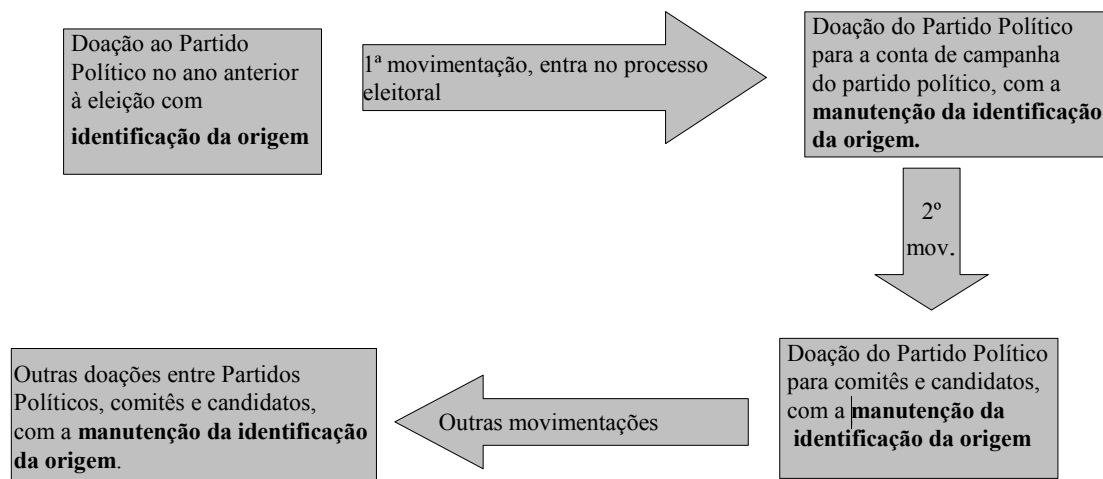 Doação ao Partido
Político no ano anterior
à eleição com
identificação da origem
1ª movimentação, entra no processo
eleitoral
Doação do Partido Político
para a conta de campanha
do partido político, com a
manutenção da identificação
da origem.
2º
mov.
Doação do Partido Político
para comitês e candidatos,
com a manutenção da
identificação da origem
Outras movimentações
Outras doações entre Partidos
Políticos, comitês e candidatos,
com a manutenção da identificação
da origem.